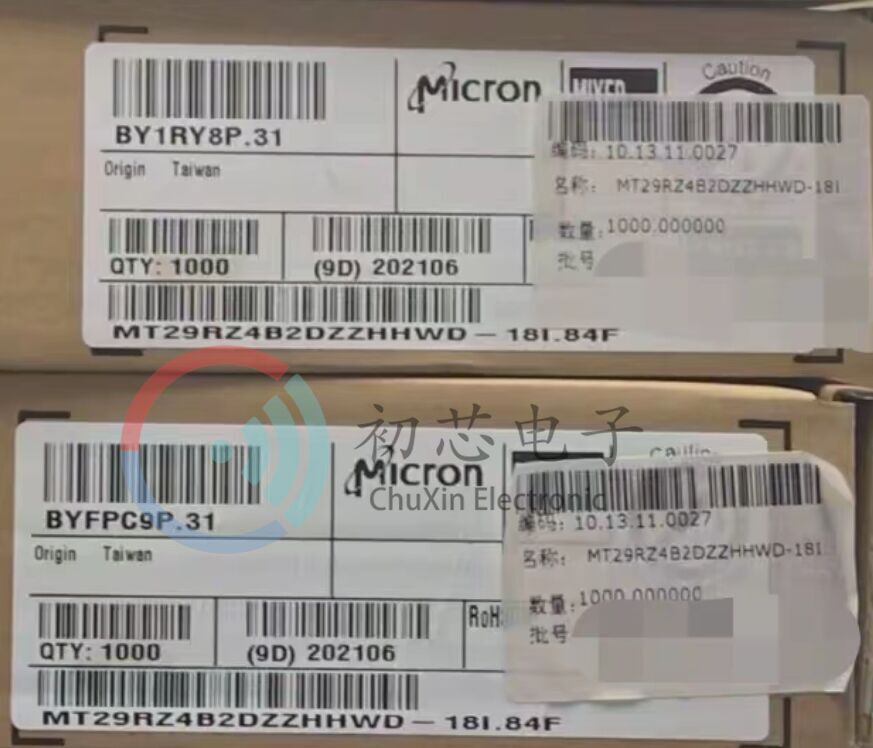 BY1RY8P.31
Micron
MIXED
Caution
Origin Taiwan
编码: 10.13.11.0027
名称: MT29RZ4B2DZZHHWD-18I
数量:1000.000000
批号
QTY: 1000
(9D) 202106
MT29RZ4B2DZZHHWD-18I.84F
初芯电子
ChuXin Electronic
BYFPC9P.31
Micron
Origin Taiwan
编码: 10.13.11.0027
名称: MT29RZ4B2DZZHHWD-18I
数量:1000.000000
批号
QTY: 1000
(9D) 202106
RoH
MT29RZ4B2DZZHHWD-18I.84F